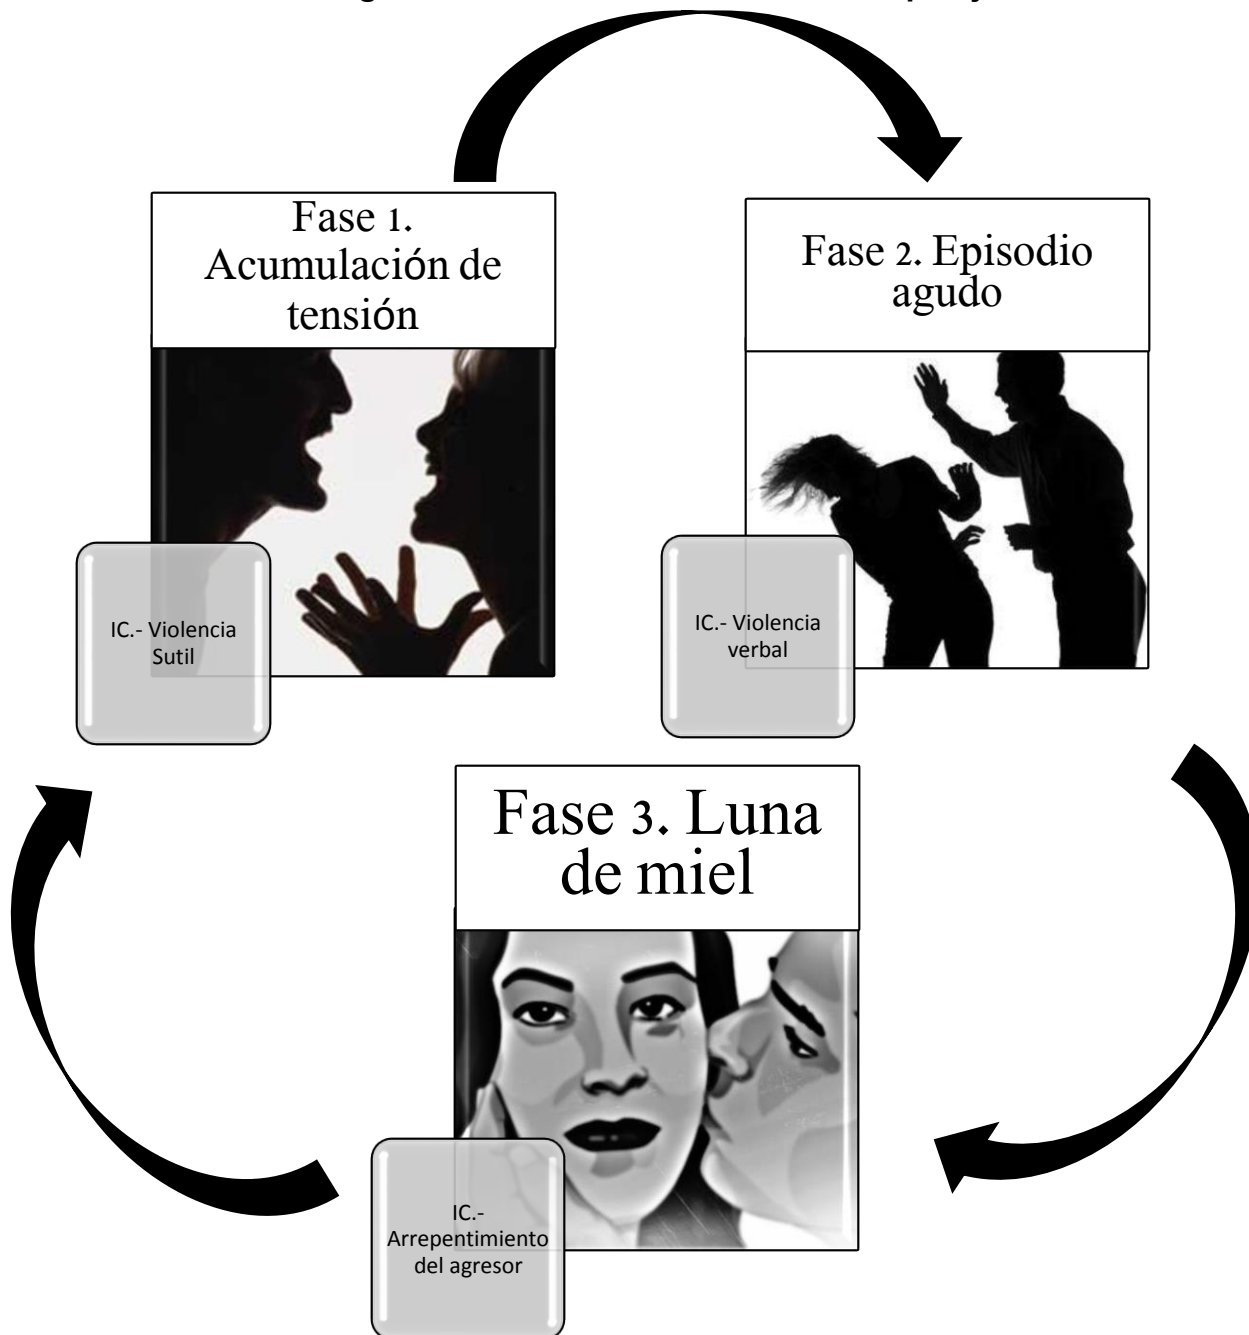 Fase 1.
Acumulación de
tensión
Fase 2. Episodio
agudo
IC.- Violencia
Sutil
IC.- Violencia
verbal
Fase 3. Luna
de miel
IC.-
Arrepentimiento
del agresor